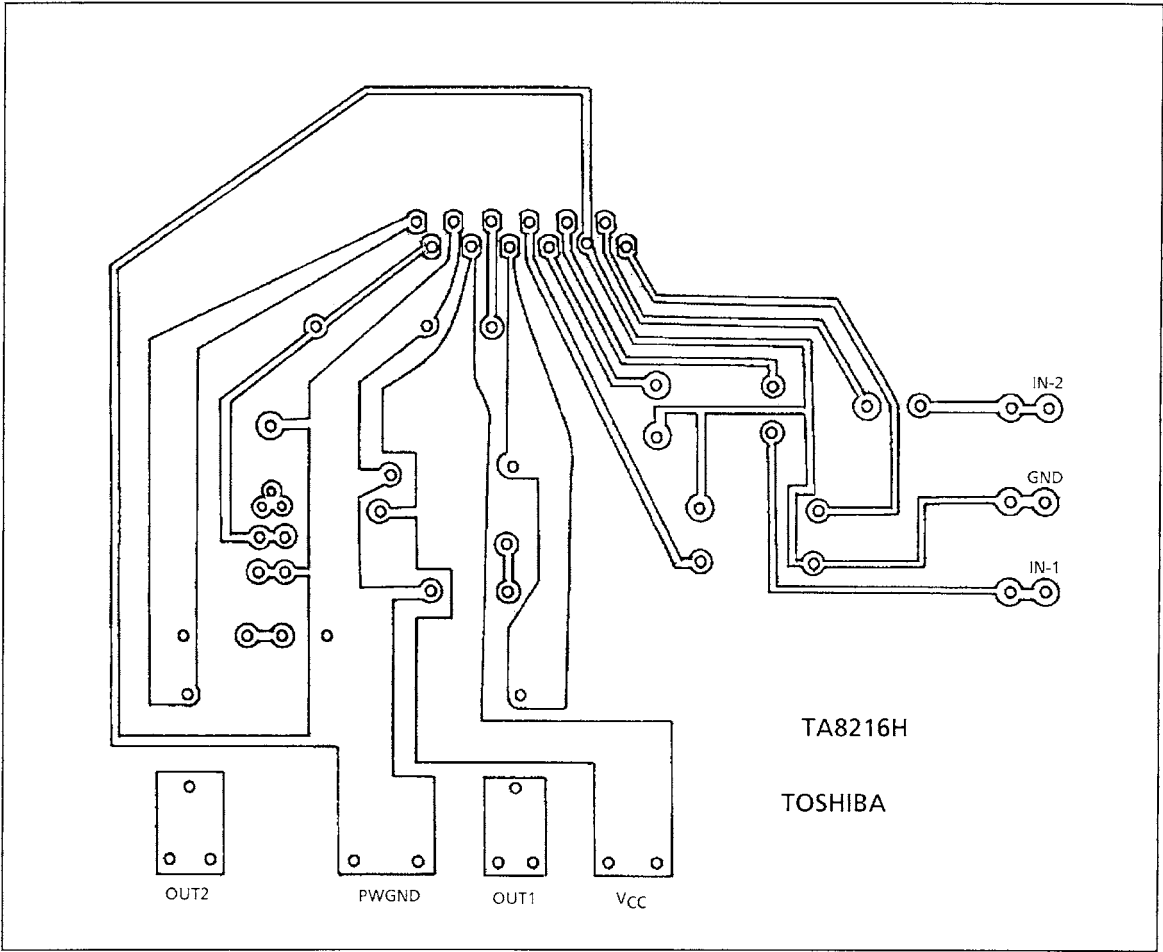 IN-2
GND
IN-1
TA8216H
TOSHIBA
OUT2
PWGND
OUT1
VCC